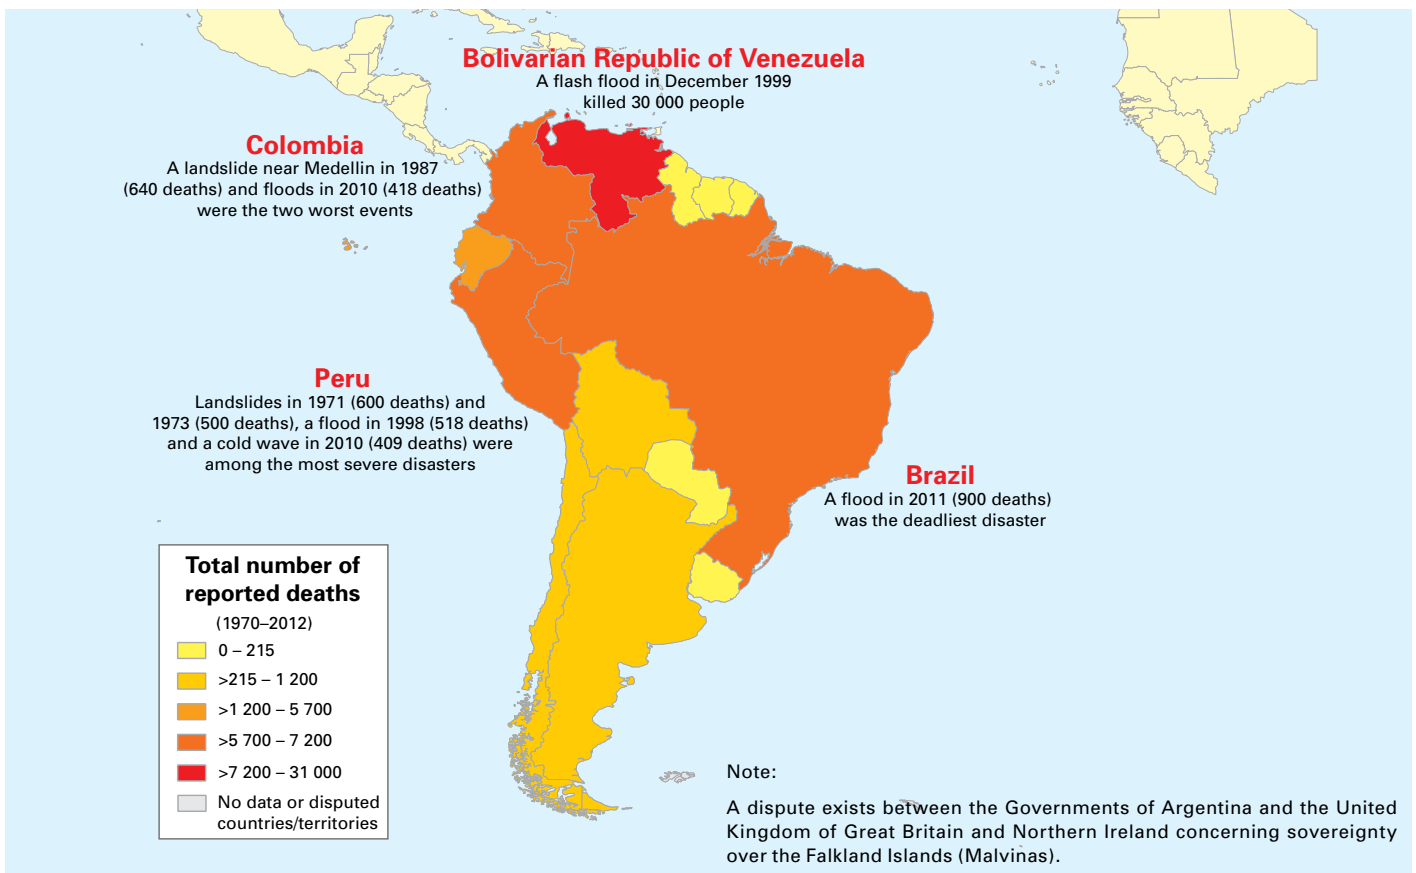 Bolivarian Republic of Venezuela
A flash flood in December 1999
killed 30 000 people
Colombia
A landslide near Medellin in 1987
(640 deaths) and floods in 2010 (418 deaths)
were the two worst events
Peru
Landslides in 1971 (600 deaths) and
1973 (500 deaths), a flood in 1998 (518 deaths)
and a cold wave in 2010 (409 deaths) were
among the most severe disasters
Brazil
A flood in 2011 (900 deaths)
was the deadliest disaster
Total number of
reported deaths
(1970–2012)
0 – 215
>215 – 1 200
>1 200 – 5 700
>5 700 – 7 200
>7 200 – 31 000
No data or disputed
countries/territories
Note:
A dispute exists between the Governments of Argentina and the United
Kingdom of Great Britain and Northern Ireland concerning sovereignty
over the Falkland Islands (Malvinas).